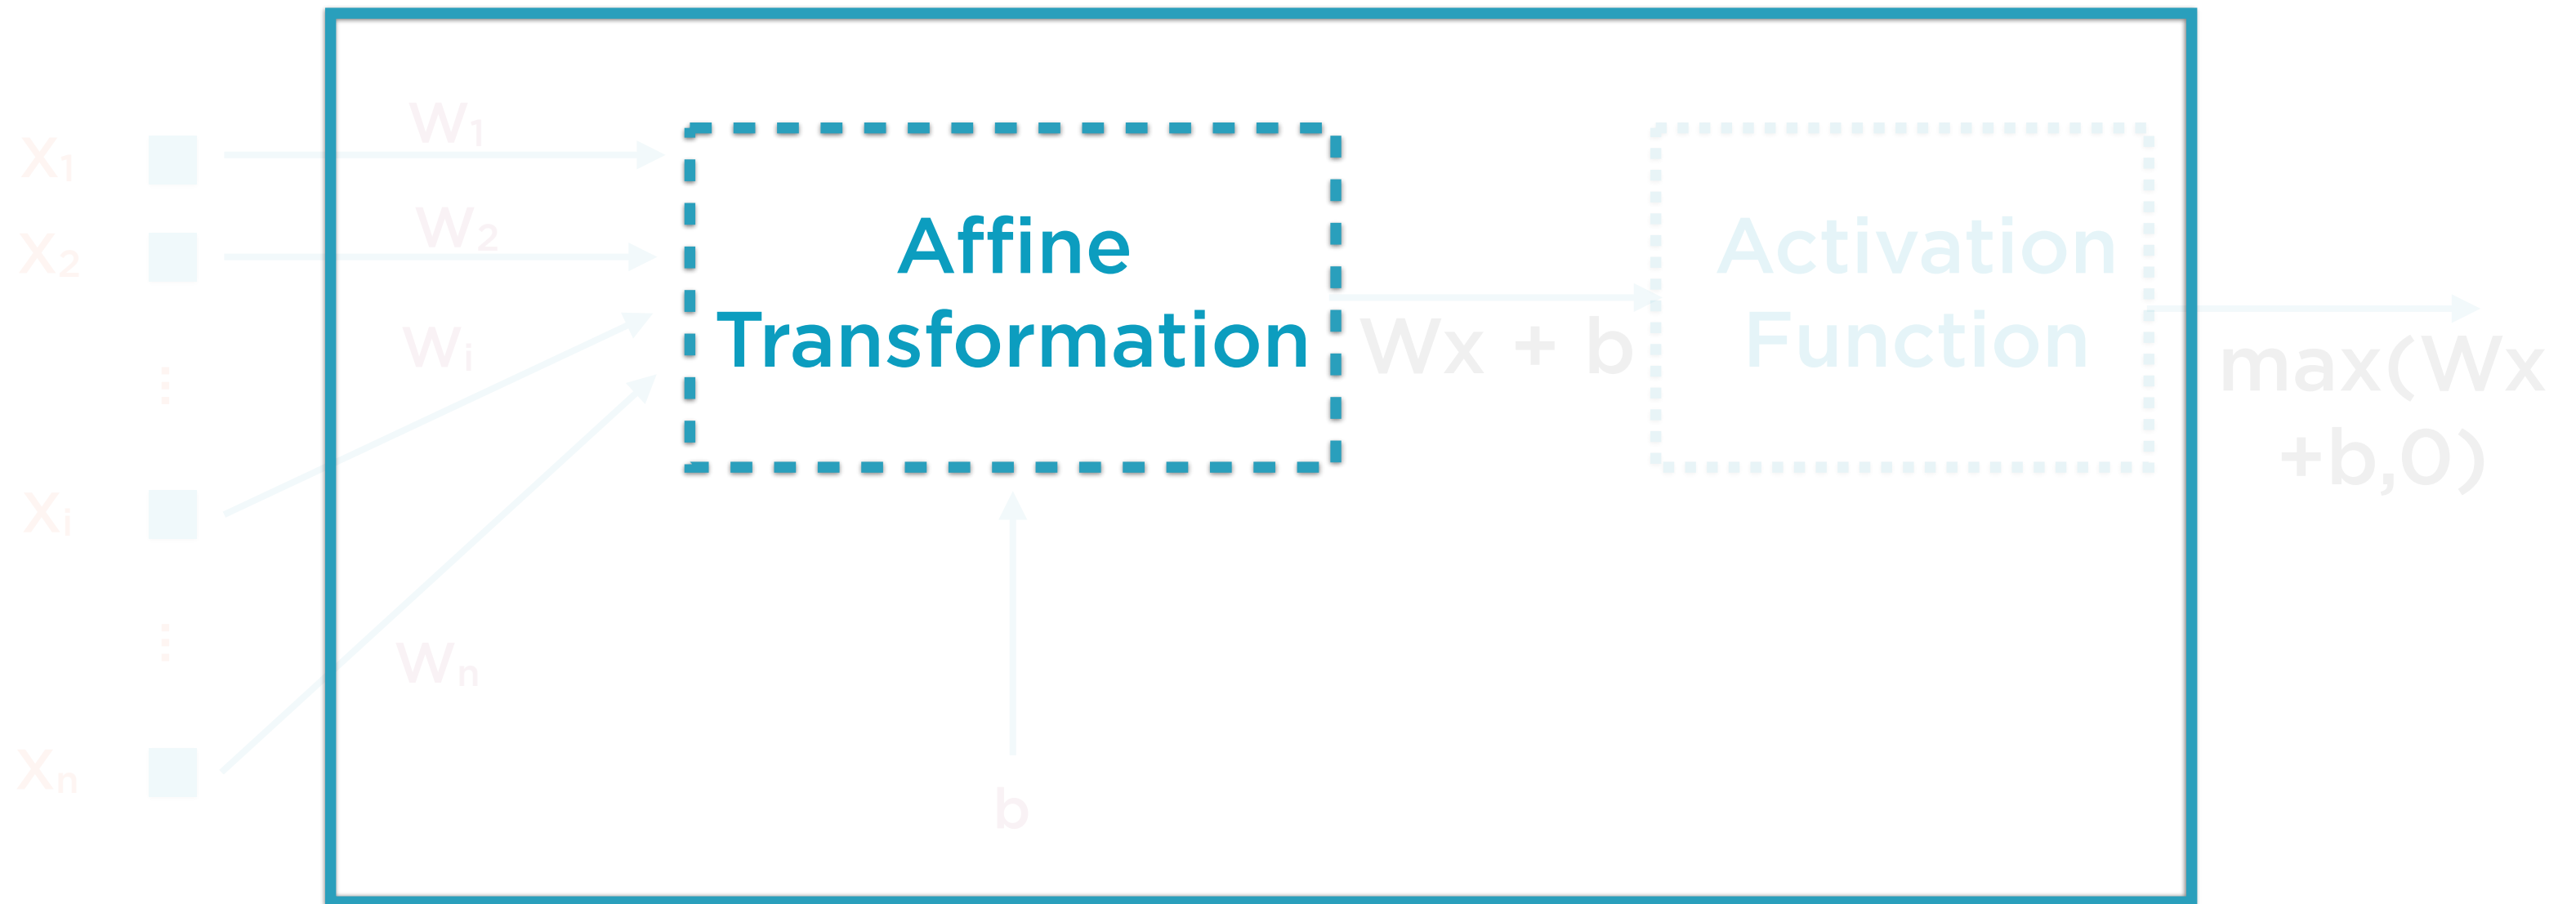 X1
W1
X2
W2
Wi
⋮
Xi
⋮
Wn
Xn
Affine
Transformation
b
Wx + b
Activation
Function
max(Wx
+b,0)